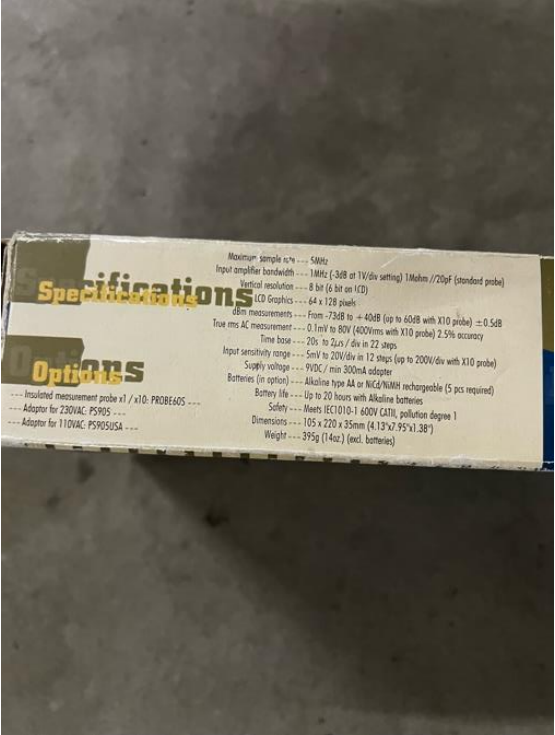 Specifications
Maximum sample rate --- 5MHz
Input amplifier bandwidth --- 1MHz (-3dB at 1V/div setting) 1Mohm //20pF (standard probe)
Vertical resolution --- 8 bit (6 bit on LCD)
LCD Graphics --- 64 x 128 pixels
dBm measurements --- From -73dB to +40dB (up to 60dB with X10 probe) ±0.5dB
True rms AC measurement --- 0.1mV to 80V (400Vrms with X10 probe) 2.5% accuracy
Time base --- 20s to 2µs / div in 22 steps
Input sensitivity range --- 5mV to 20V/div in 12 steps (up to 200V/div with X10 probe)
Supply voltage --- 9VDC / min 300mA adapter
Batteries (in option) --- Alkaline type AA or NiCd/NiMH rechargeable (5 pcs required)
Battery life --- Up to 20 hours with Alkaline batteries
Safety --- Meets IEC1010-1 600V CATII, pollution degree 1
Dimensions --- 105 x 220 x 35mm (4.13"x7.95"x1.38")
Weight --- 395g (14oz.) (excl. batteries)
Options
--- Insulated measurement probe x1 / x10: PROBE60S
--- Adaptor for 230VAC: PS905
--- Adaptor for 110VAC: PS905USA